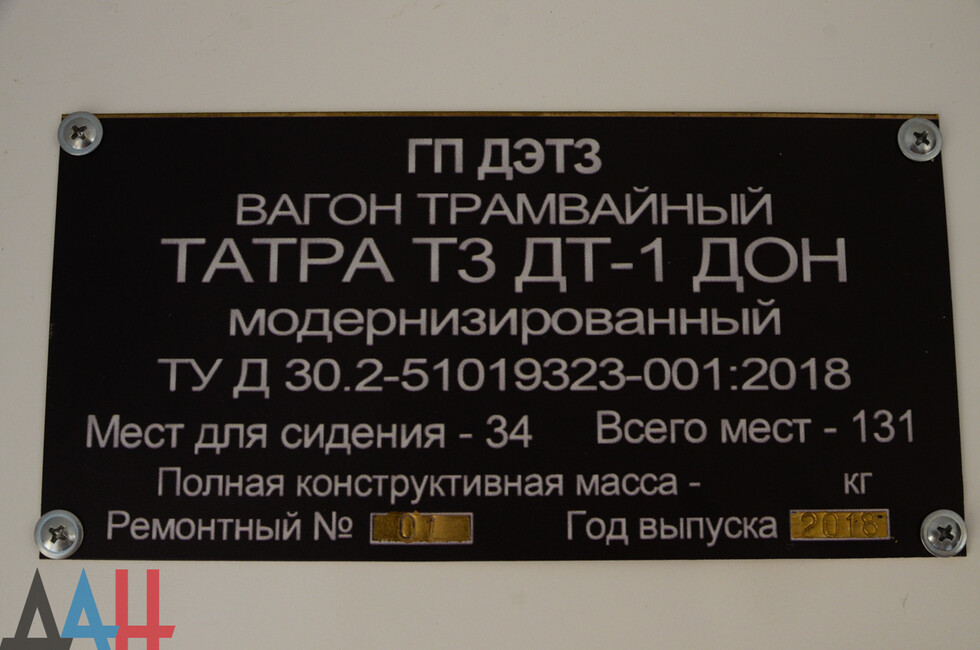 ГП ДЭТЗ
ВАГОН ТРАМВАЙНЫЙ
ТАТРА Т3 ДТ-1 ДОН
модернизированный
ТУ Д 30.2-51019323-001:2018
Мест для сидения - 34 Всего мест - 131
Полная конструктивная масса - кг
Ремонтный № 01 Год выпуска 2018
ДАН